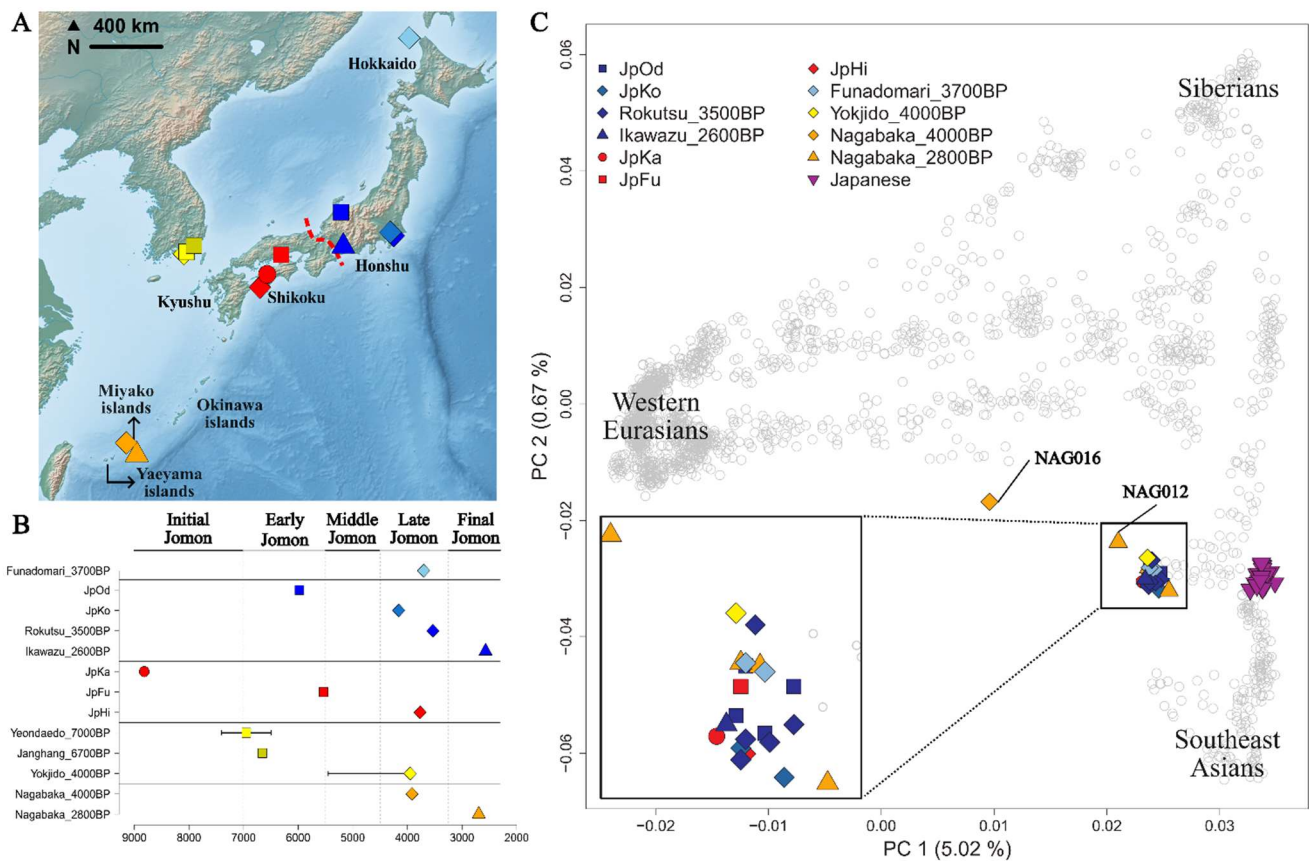 A
400 km
N
Hokkaido
Honshu
Kyushu
Shikoku
Miyako
islands
Okinawa
islands
Yaeyama
islands
B
Initial
Jomon
Early
Jomon
Middle
Jomon
Late
Jomon
Final
Jomon
Funadomari_3700BP
JpOd
JpKo
Rokutsu_3500BP
Ikawazu_2600BP
JpKa
JpFu
JpHi
Yeondaedo_7000BP
Janghang_6700BP
Yokjido_4000BP
Nagabaka_4000BP
Nagabaka_2800BP
9000 8000 7000 6000 5000 4000 3000 2000
C
JpOd
JpKo
Rokutsu_3500BP
Ikawazu_2600BP
JpKa
JpFu
JpHi
Funadomari_3700BP
Yokjido_4000BP
Nagabaka_4000BP
Nagabaka_2800BP
Japanese
Siberians
Western
Eurasians
NAG016
NAG012
Southeast
Asians
PC 2 (0.67 %)
0.06
0.04
0.02
0.00
−0.02
−0.04
−0.06
−0.02 −0.01 0.00 0.01 0.02 0.03
PC 1 (5.02 %)